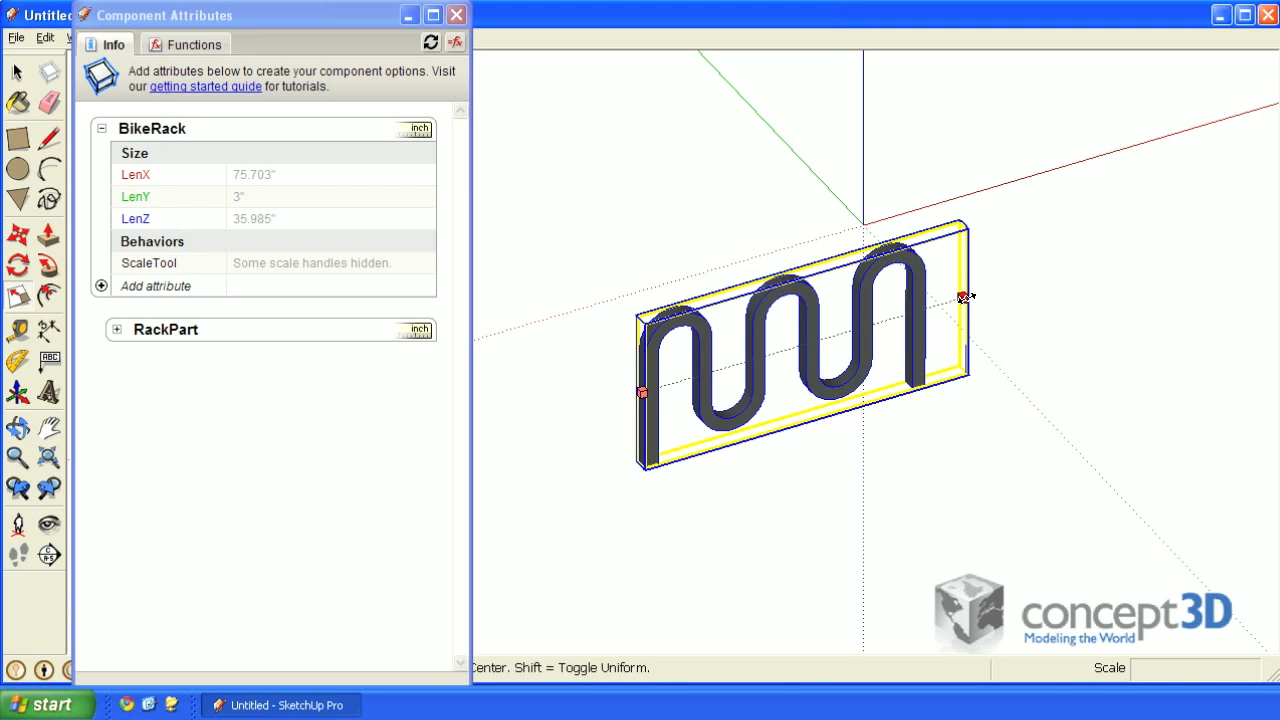 Untitled
Component Attributes
File Edit
Info
Functions
=fx
Add attributes below to create your component options. Visit
our getting started guide for tutorials.
BikeRack
inch
Size
LenX 75.703"
LenY 3"
LenZ 35.985"
Behaviors
ScaleTool Some scale handles hidden.
Add attribute
RackPart
inch
ABC
concept3D
Modeling the World
Center. Shift = Toggle Uniform.
Scale
start
Untitled - SketchUp Pro